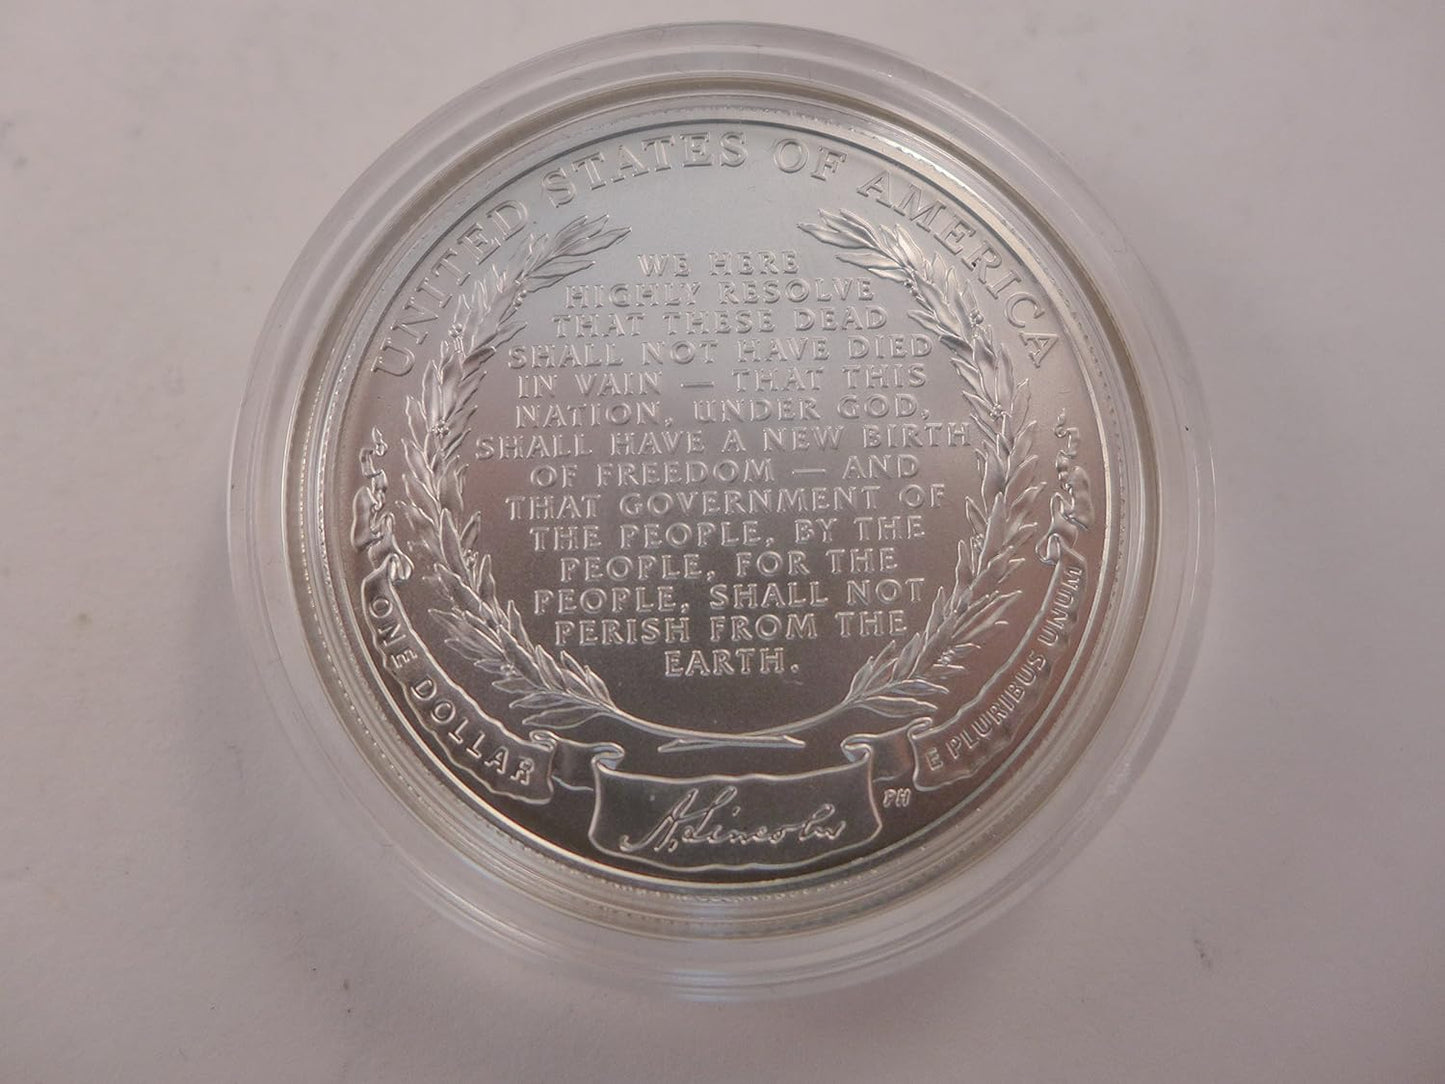 UNITED STATES OF AMERICA
WE HERE
HIGHLY RESOLVE
THAT THESE DEAD
SHALL NOT HAVE DIED
IN VAIN — THAT THIS
NATION, UNDER GOD,
SHALL HAVE A NEW BIRTH
OF FREEDOM — AND
THAT GOVERNMENT OF
THE PEOPLE, BY THE
PEOPLE, FOR THE
PEOPLE, SHALL NOT
PERISH FROM THE
EARTH.
ONE DOLLAR
A. Lincoln
PH
E PLURIBUS UNUM